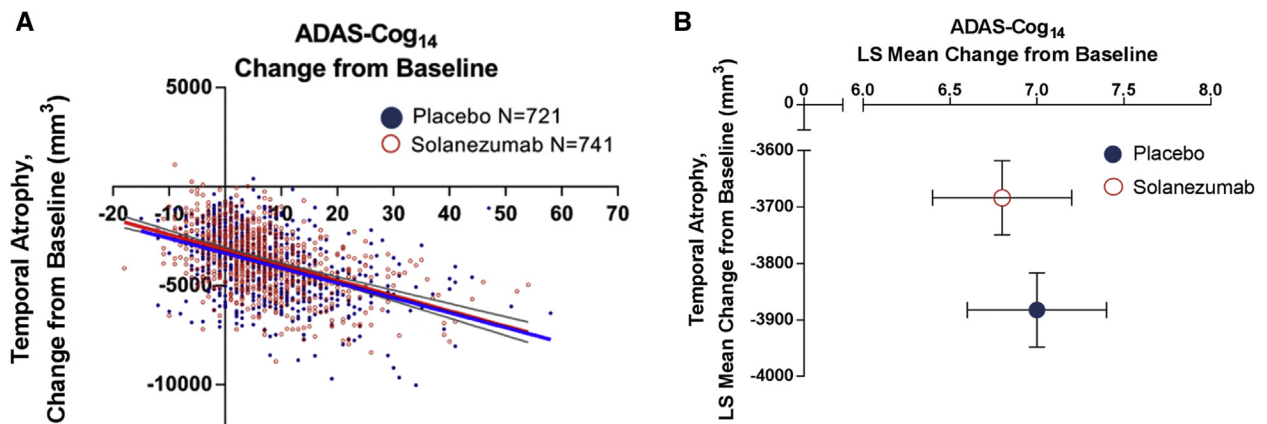 A
ADAS-Cog14
Change from Baseline
Temporal Atrophy,
Change from Baseline (mm3)
5000
Placebo N=721
Solanezumab N=741
-20 -10 10 20 30 40 50 60 70
-5000
-10000
B
ADAS-Cog14
LS Mean Change from Baseline
Temporal Atrophy,
LS Mean Change from Baseline (mm3)
0 6.0 6.5 7.0 7.5 8.0
0
-3600
Placebo
Solanezumab
-3700
-3800
-3900
-4000